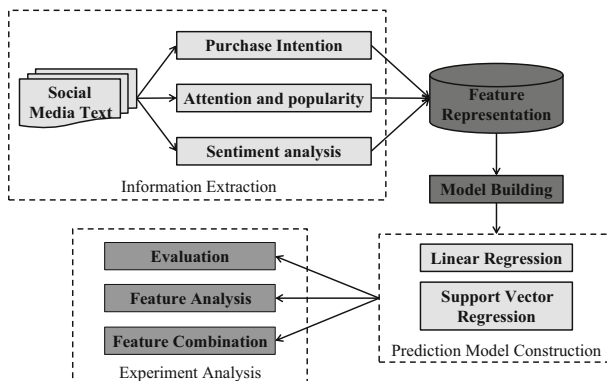 Social
Media Text
Purchase Intention
Attention and popularity
Sentiment analysis
Information Extraction
Feature
Representation
Model Building
Linear Regression
Support Vector
Regression
Prediction Model Construction
Evaluation
Feature Analysis
Feature Combination
Experiment Analysis